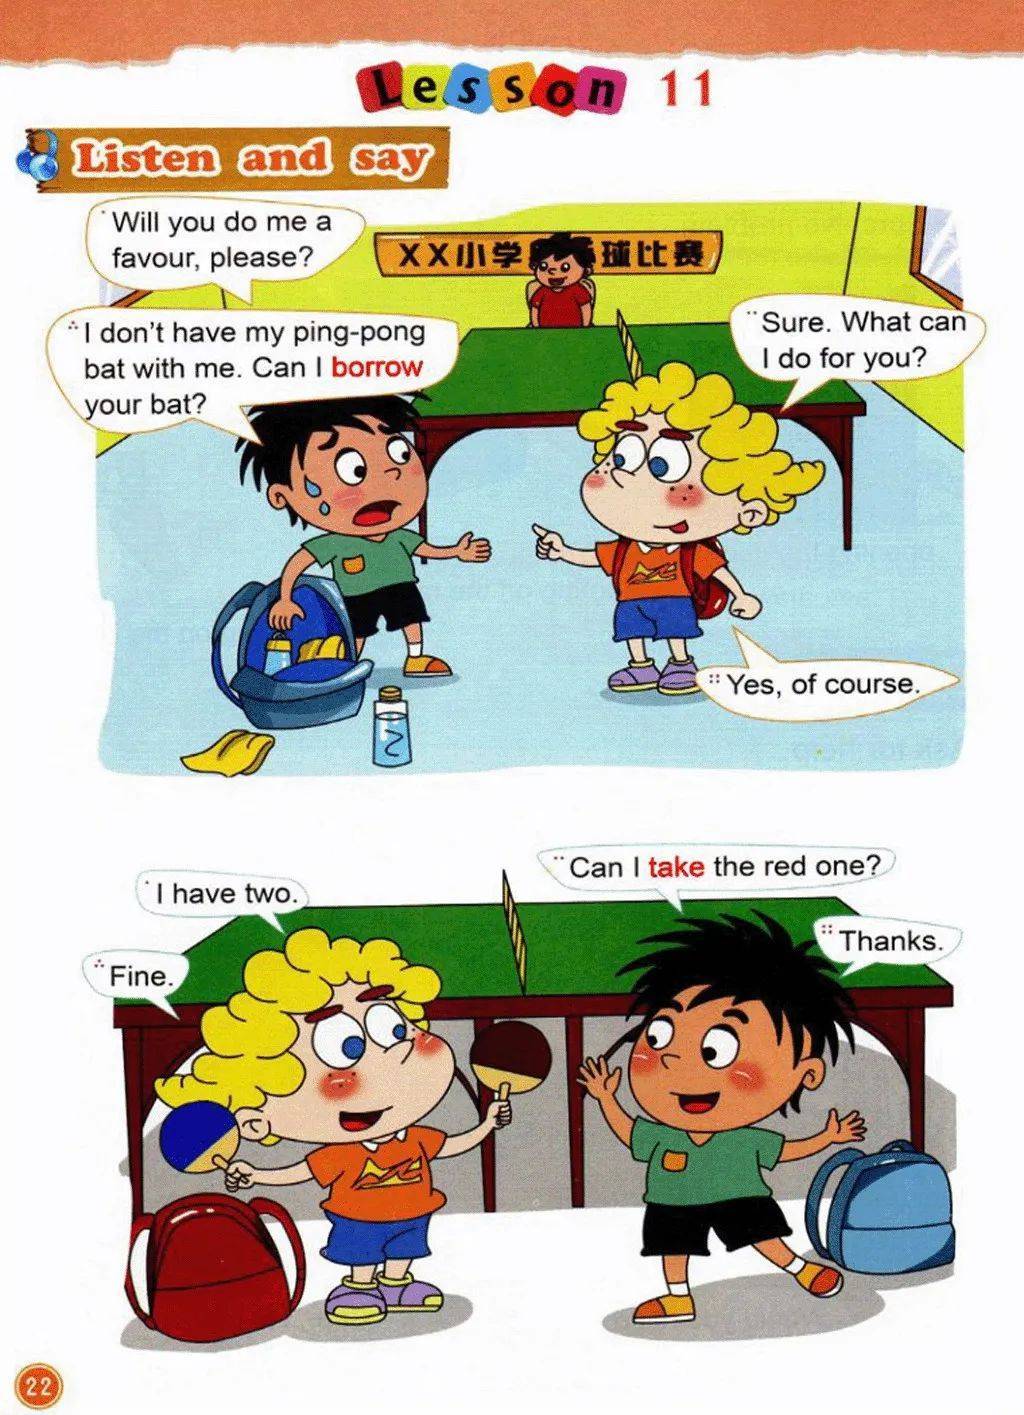 Lesson 11
Listen and say
Will you do me a
favour, please?
XX小学
球比赛
Sure. What can
I do for you?
I don't have my ping-pong
bat with me. Can I borrow
your bat?
Yes, of course.
I have two.
Can I take the red one?
Fine.
Thanks.
22